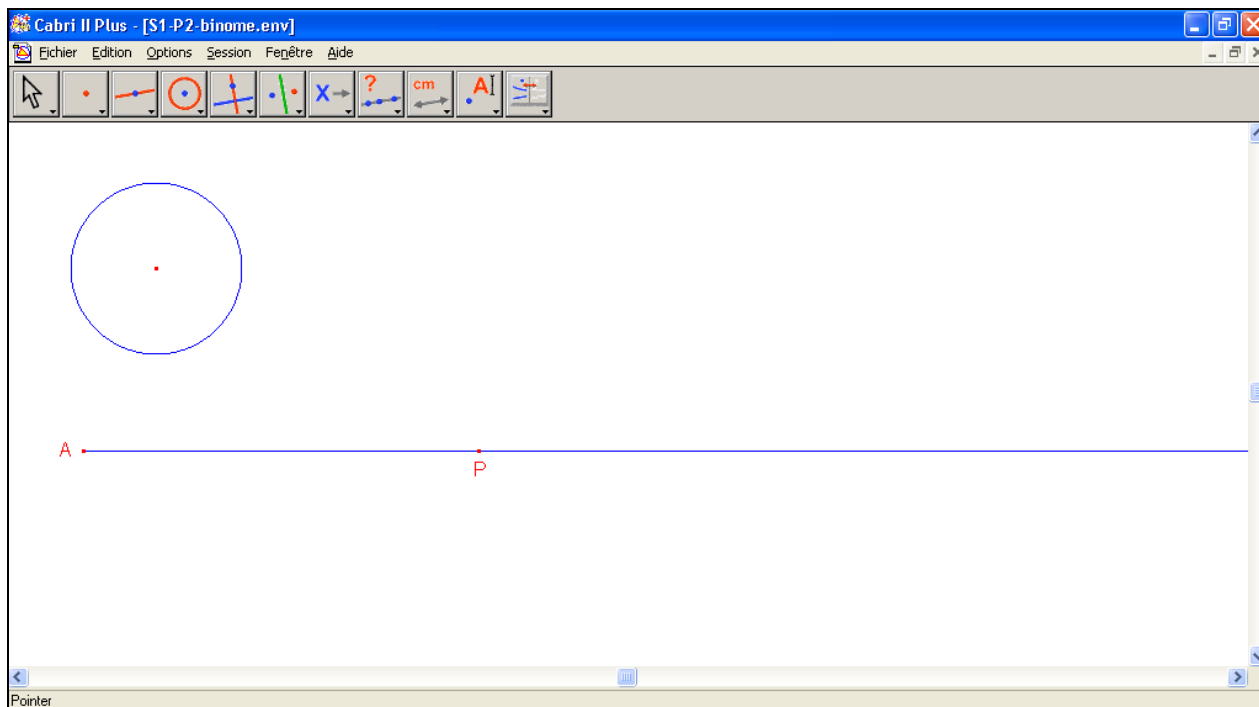 Cabri II Plus - [S1-P2-binome.env]
Fichier Edition Options Session Fenêtre Aide
X ? cm A
A
P
Pointer